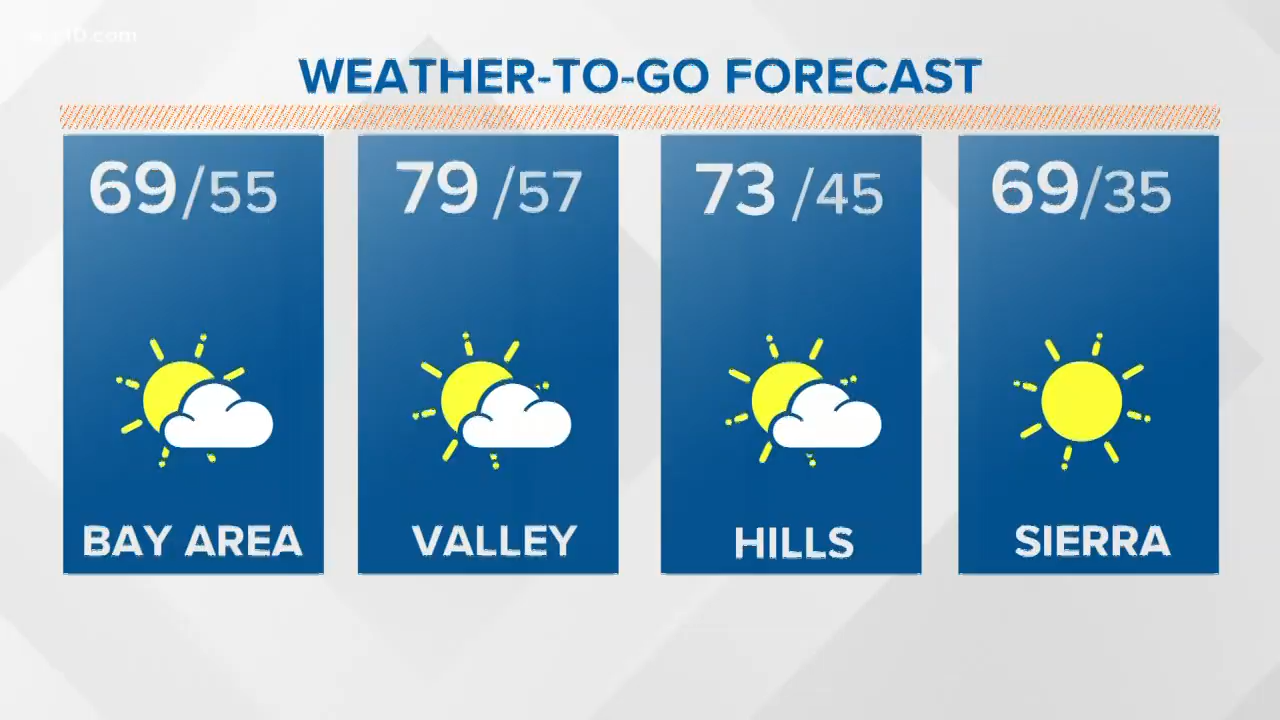 WEATHER-TO-GO FORECAST
69/55
79/57
73/45
69/35
BAY AREA
VALLEY
HILLS
SIERRA